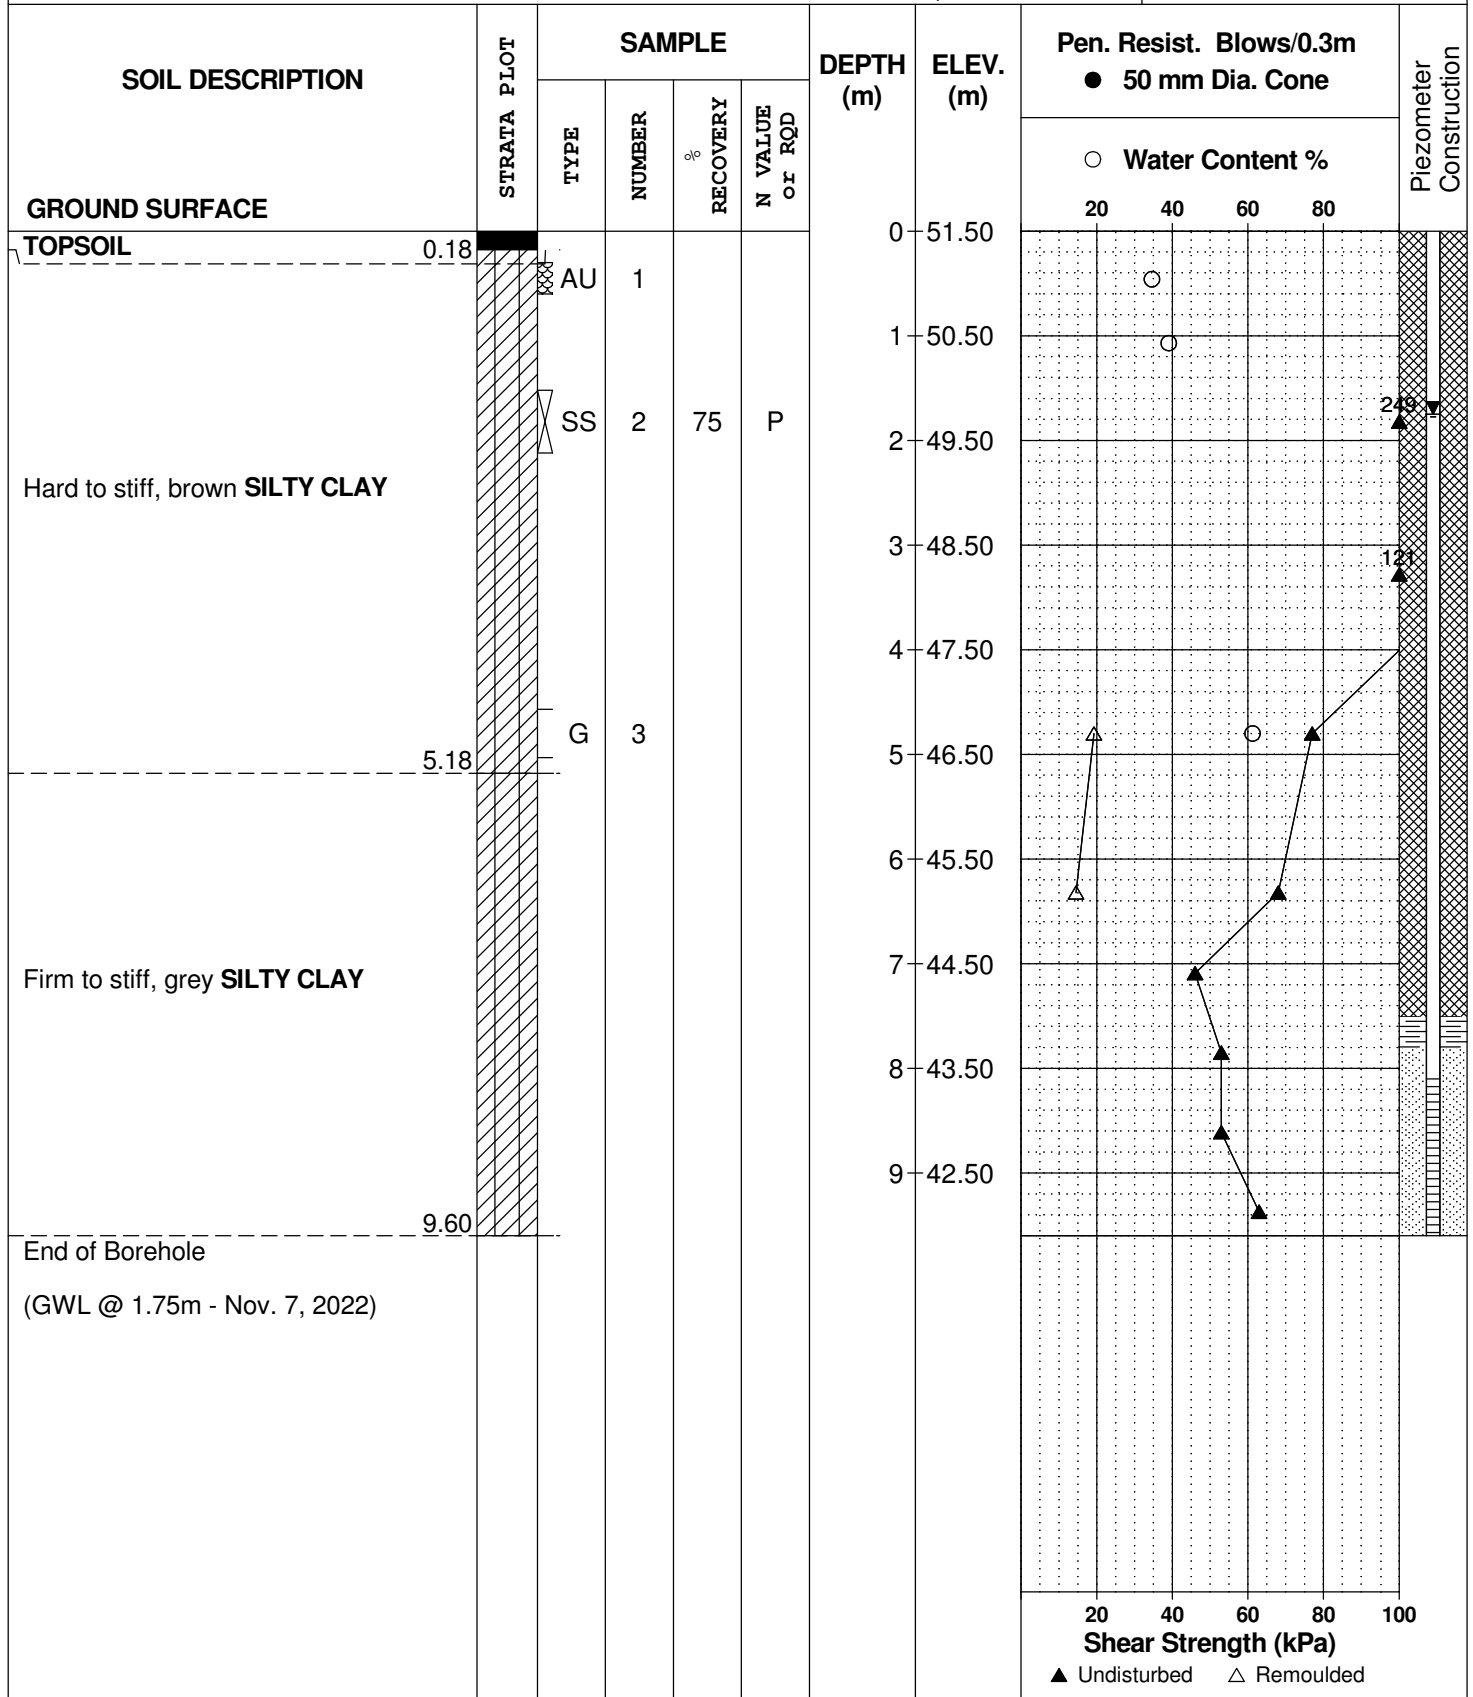 SOIL DESCRIPTION
GROUND SURFACE
STRATA PLOT
SAMPLE
TYPE
NUMBER
% RECOVERY
N VALUE or RQD
DEPTH (m)
ELEV. (m)
Pen. Resist. Blows/0.3m
● 50 mm Dia. Cone
○ Water Content %
20 40 60 80
Piezometer Construction
TOPSOIL 0.18
0 51.50
AU 1
1 50.50
249
SS 2 75 P
2 49.50
Hard to stiff, brown SILTY CLAY
3 48.50
121
4 47.50
G 3
5 46.50
5.18
6 45.50
7 44.50
Firm to stiff, grey SILTY CLAY
8 43.50
9 42.50
9.60
End of Borehole
(GWL @ 1.75m - Nov. 7, 2022)
20 40 60 80 100
Shear Strength (kPa)
▲ Undisturbed △ Remoulded